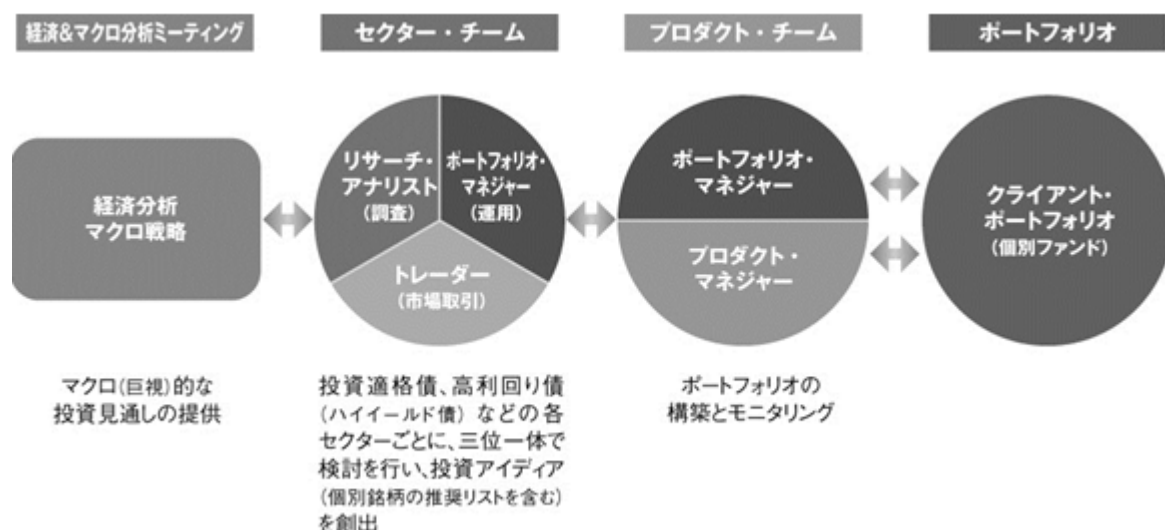 経済&マクロ分析ミーティング
セクター・チーム
プロダクト・チーム
ポートフォリオ
経済分析
マクロ戦略
リサーチ・
アナリスト
(調査)
ポートフォリオ・
マネジャー
(運用)
トレーダー
(市場取引)
ポートフォリオ・
マネジャー
プロダクト・
マネジャー
クライアント・
ポートフォリオ
(個別ファンド)
マクロ(巨視)的な
投資見通しの提供
投資適格債、高利回り債
(ハイイールド債)などの各
セクターごとに、三位一体で
検討を行い、投資アイディア
(個別銘柄の推奨リストを含む)
を創出
ポートフォリオの
構築とモニタリング